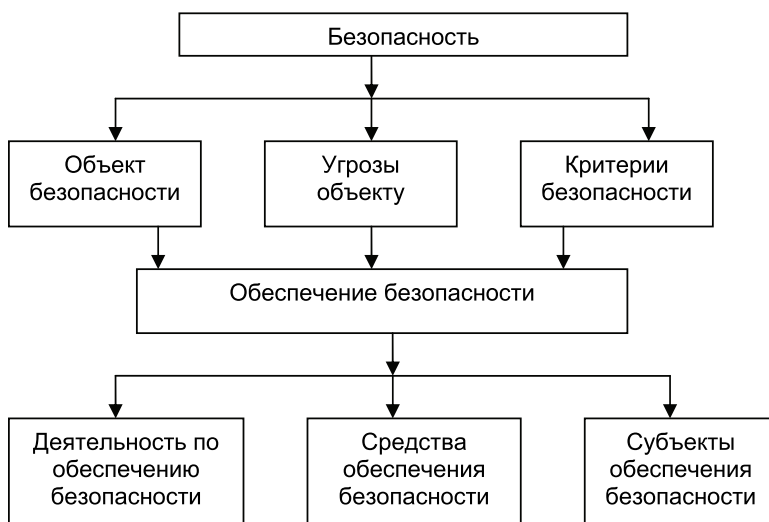 Безопасность
Объект
безопасности
Угрозы
объекту
Критерии
безопасности
Обеспечение безопасности
Деятельность по
обеспечению
безопасности
Средства
обеспечения
безопасности
Субъекты
обеспечения
безопасности